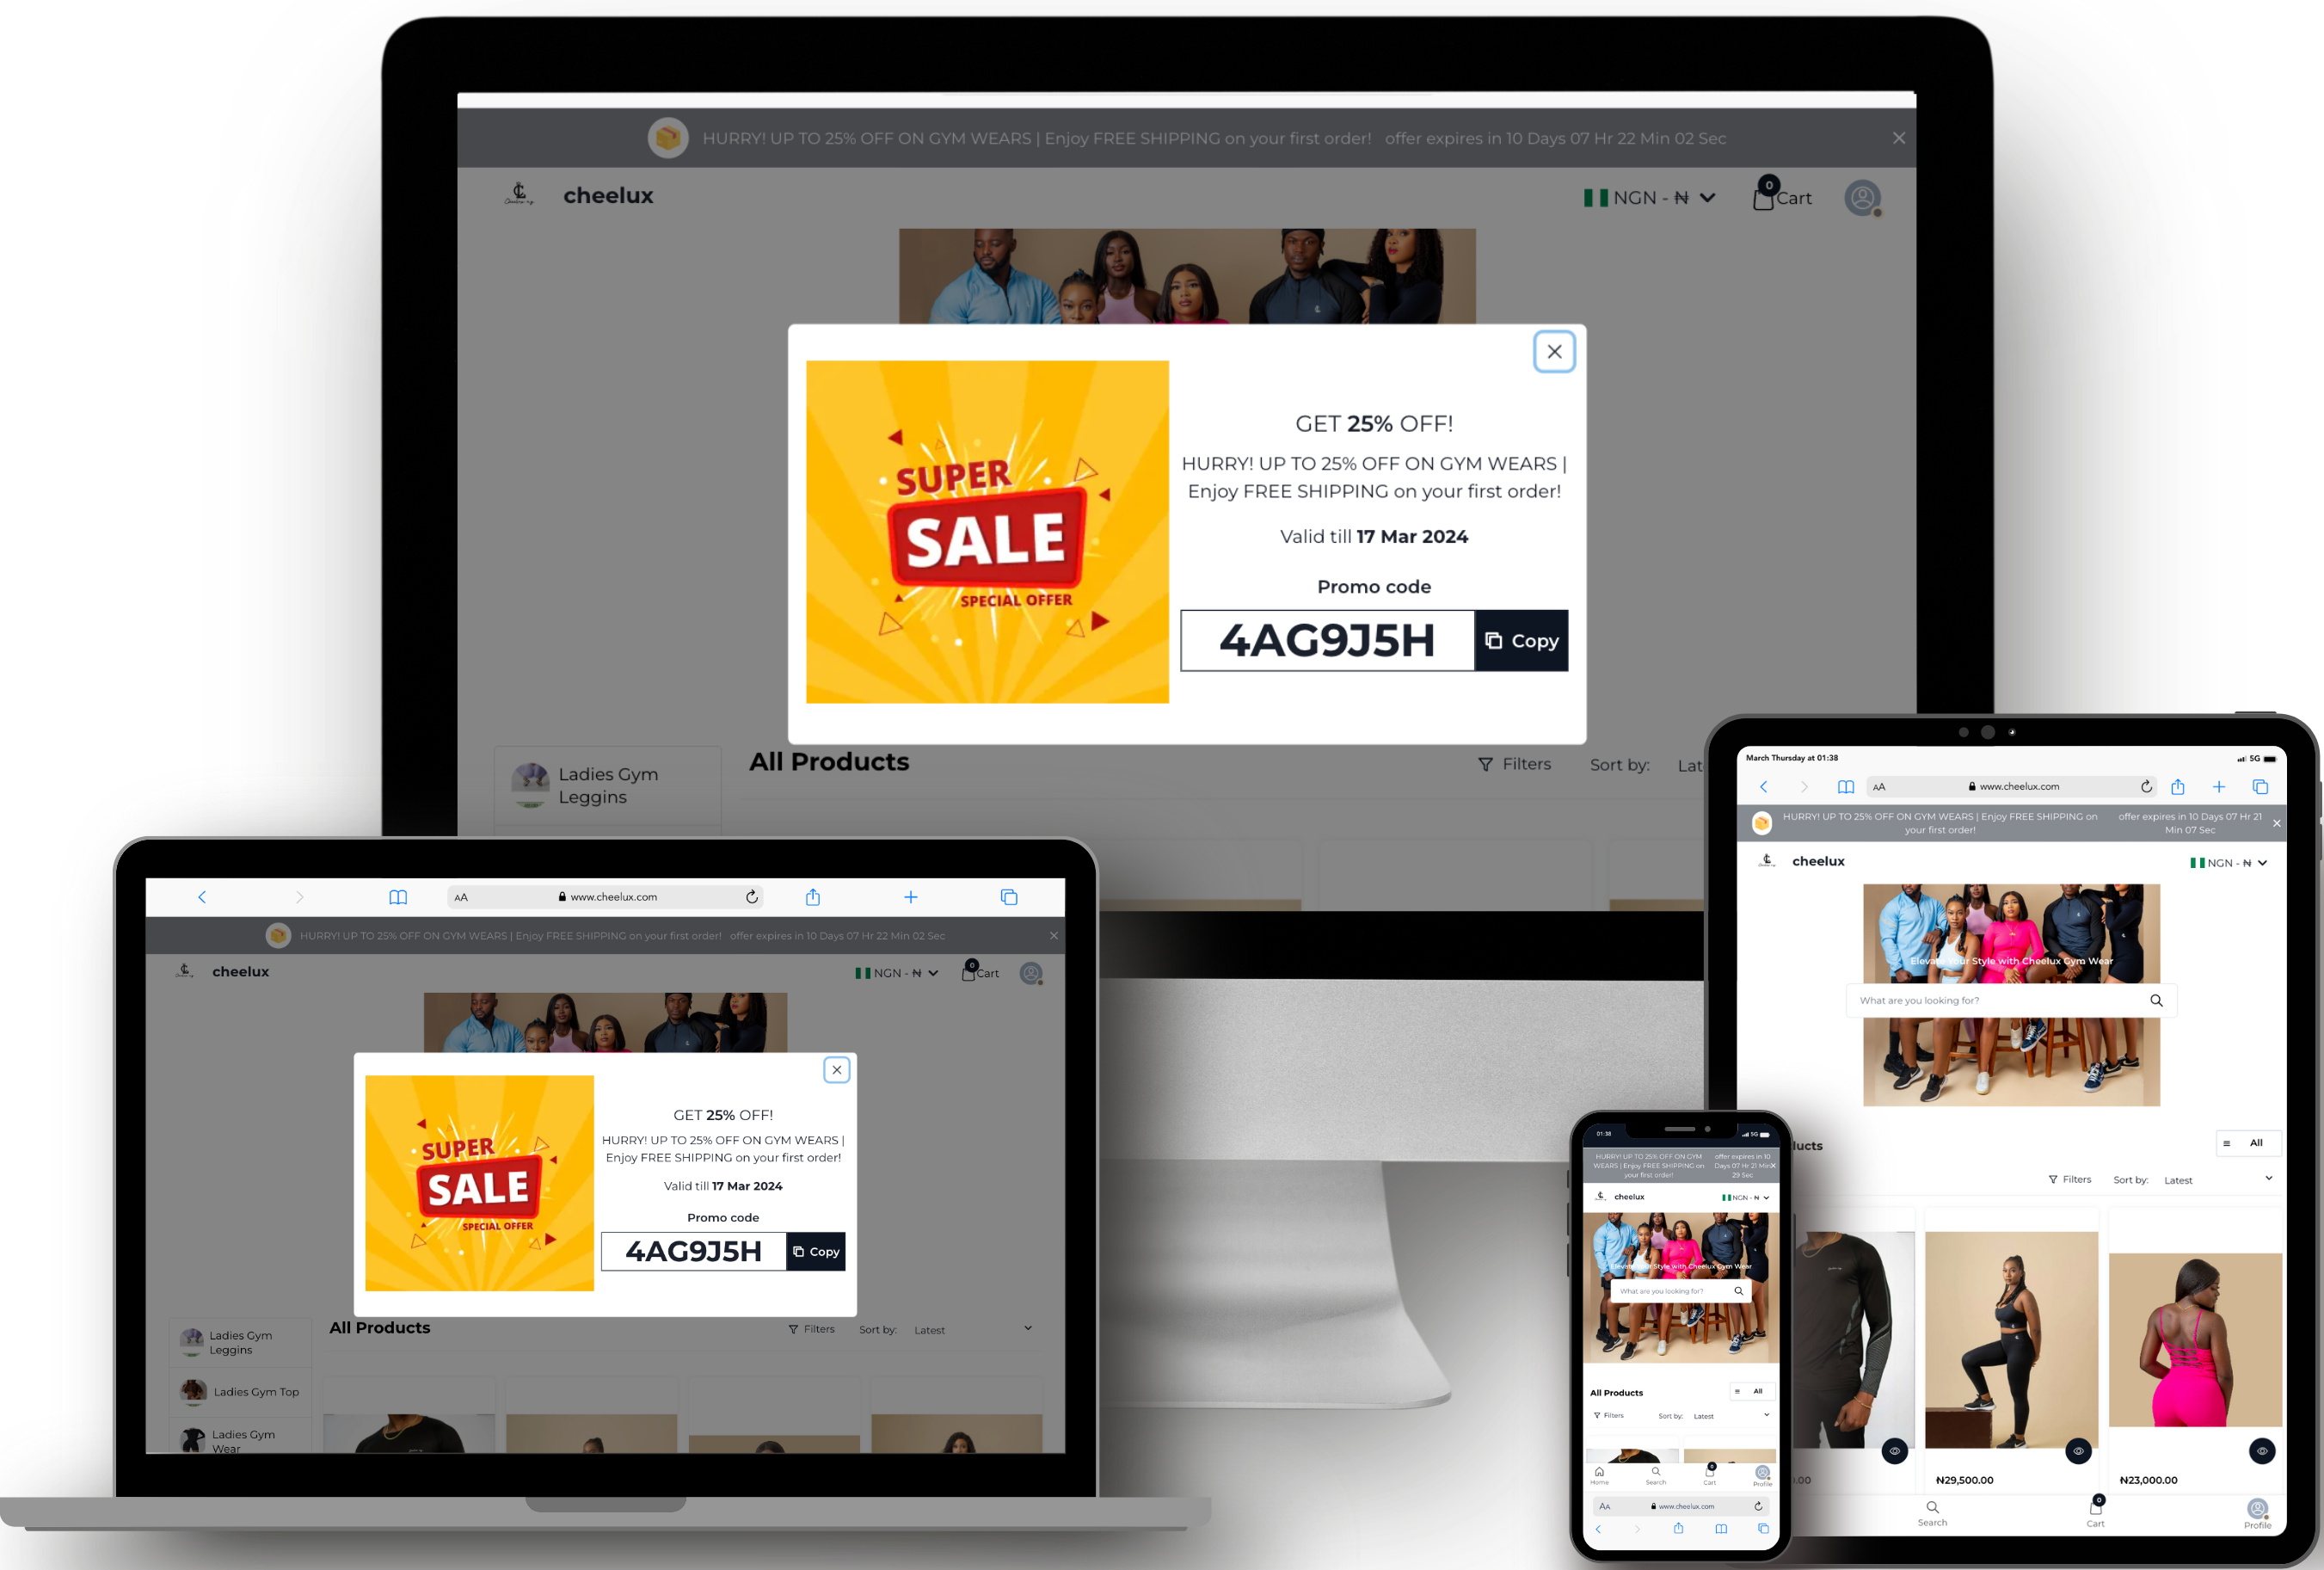 HURRY! UP TO 25% OFF ON GYM WEARS | Enjoy FREE SHIPPING on your first order! offer expires in 10 Days 07 Hr 22 Min 02 Sec
cheelux
NGN - ₦
0
Cart
GET 25% OFF!
HURRY! UP TO 25% OFF ON GYM WEARS |
Enjoy FREE SHIPPING on your first order!
Valid till 17 Mar 2024
Promo code
4AG9J5H
Copy
SUPER
SALE
SPECIAL OFFER
Ladies Gym
Leggins
All Products
Filters
Sort by:
Lat
AA
www.cheelux.com
HURRY! UP TO 25% OFF ON GYM WEARS | Enjoy FREE SHIPPING on your first order! offer expires in 10 Days 07 Hr 22 Min 02 Sec
cheelux
NGN - ₦
0
Cart
SUPER
SALE
SPECIAL OFFER
GET 25% OFF!
HURRY! UP TO 25% OFF ON GYM WEARS |
Enjoy FREE SHIPPING on your first order!
Valid till 17 Mar 2024
Promo code
4AG9J5H
Copy
Ladies Gym
Leggins
Ladies Gym Top
Ladies Gym
Wear
All Products
Filters
Sort by:
Latest
March Thursday at 01:38
5G
AA
www.cheelux.com
HURRY! UP TO 25% OFF ON GYM WEARS | Enjoy FREE SHIPPING on
your first order!
offer expires in 10 Days 07 Hr 21
Min 07 Sec
cheelux
NGN - ₦
Elevate Your Style with Cheelux Gym Wear
What are you looking for?
lucts
All
Filters
Sort by:
Latest
.00
₦29,500.00
₦23,000.00
Search
0
Cart
Profile
01:38
5G
HURRY! UP TO 25% OFF ON GYM
WEARS | Enjoy FREE SHIPPING on
your first order!
offer expires in 10
Days 07 Hr 21 Min
29 Sec
cheelux
NGN - ₦
Elevate Your Style with Cheelux Gym Wear
What are you looking for?
All Products
All
Filters
Sort by:
Latest
Home
Search
0
Cart
Profile
AA
www.cheelux.com